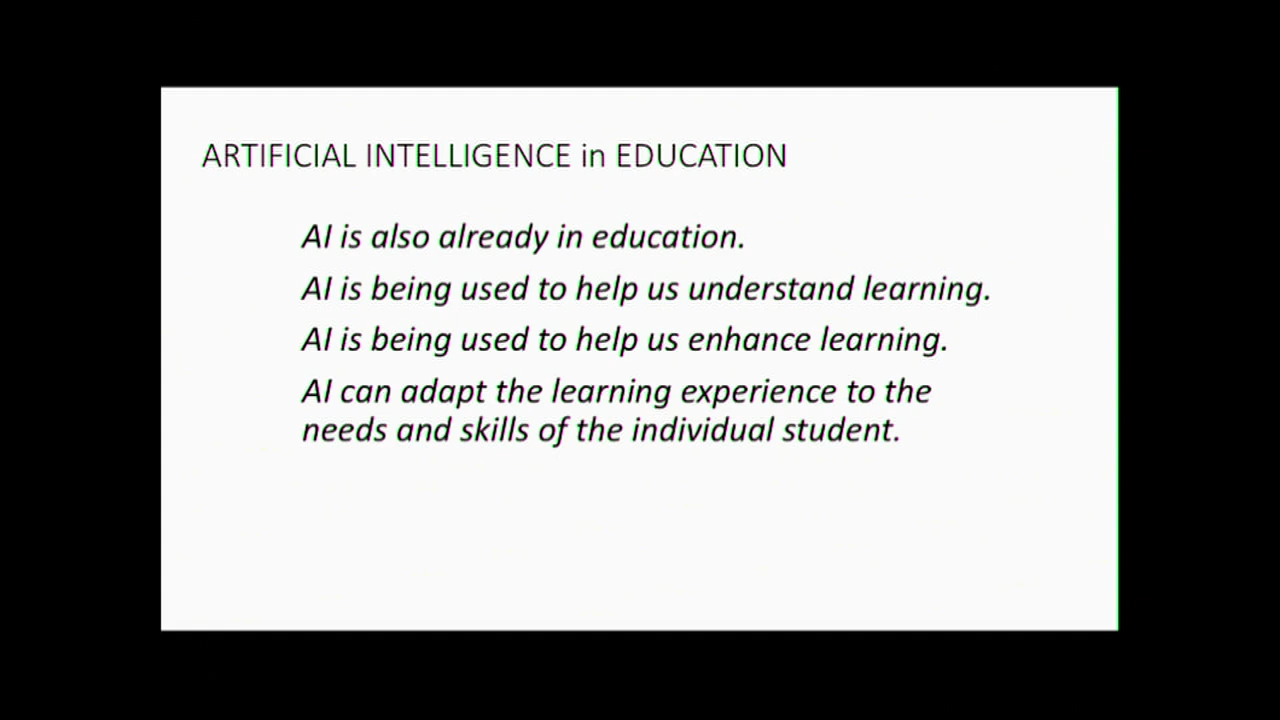 ARTIFICIAL INTELLIGENCE in EDUCATION
AI is also already in education.
AI is being used to help us understand learning.
AI is being used to help us enhance learning.
AI can adapt the learning experience to the
needs and skills of the individual student.